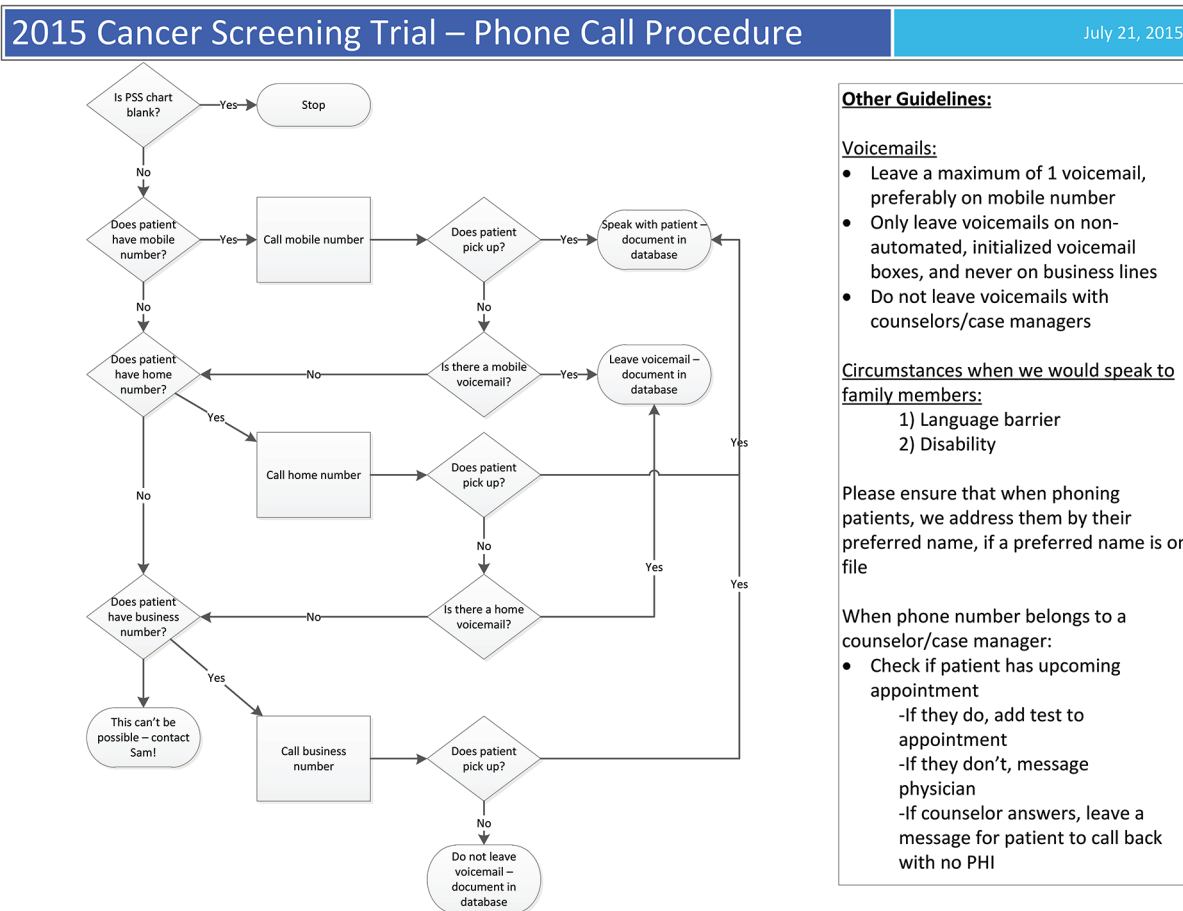 2015 Cancer Screening Trial – Phone Call Procedure
July 21, 2015
Is PSS chart
blank?
Yes
Stop
No
Does patient
have mobile
number?
Yes
Call mobile number
Does patient
pick up?
Yes
Speak with patient –
document in
database
No
No
Does patient
have home
number?
No
Is there a mobile
voicemail?
Yes
Leave voicemail –
document in
database
Yes
Yes
Call home number
Does patient
pick up?
No
No
Yes
Yes
Does patient
have business
number?
No
Is there a home
voicemail?
Yes
This can't be
possible – contact
Sam!
Call business
number
Does patient
pick up?
No
Do not leave
voicemail –
document in
database
Other Guidelines:
Voicemails:
• Leave a maximum of 1 voicemail,
preferably on mobile number
• Only leave voicemails on non-
automated, initialized voicemail
boxes, and never on business lines
• Do not leave voicemails with
counselors/case managers
Circumstances when we would speak to
family members:
1) Language barrier
2) Disability
Please ensure that when phoning
patients, we address them by their
preferred name, if a preferred name is on
file
When phone number belongs to a
counselor/case manager:
• Check if patient has upcoming
appointment
-If they do, add test to
appointment
-If they don't, message
physician
-If counselor answers, leave a
message for patient to call back
with no PHI